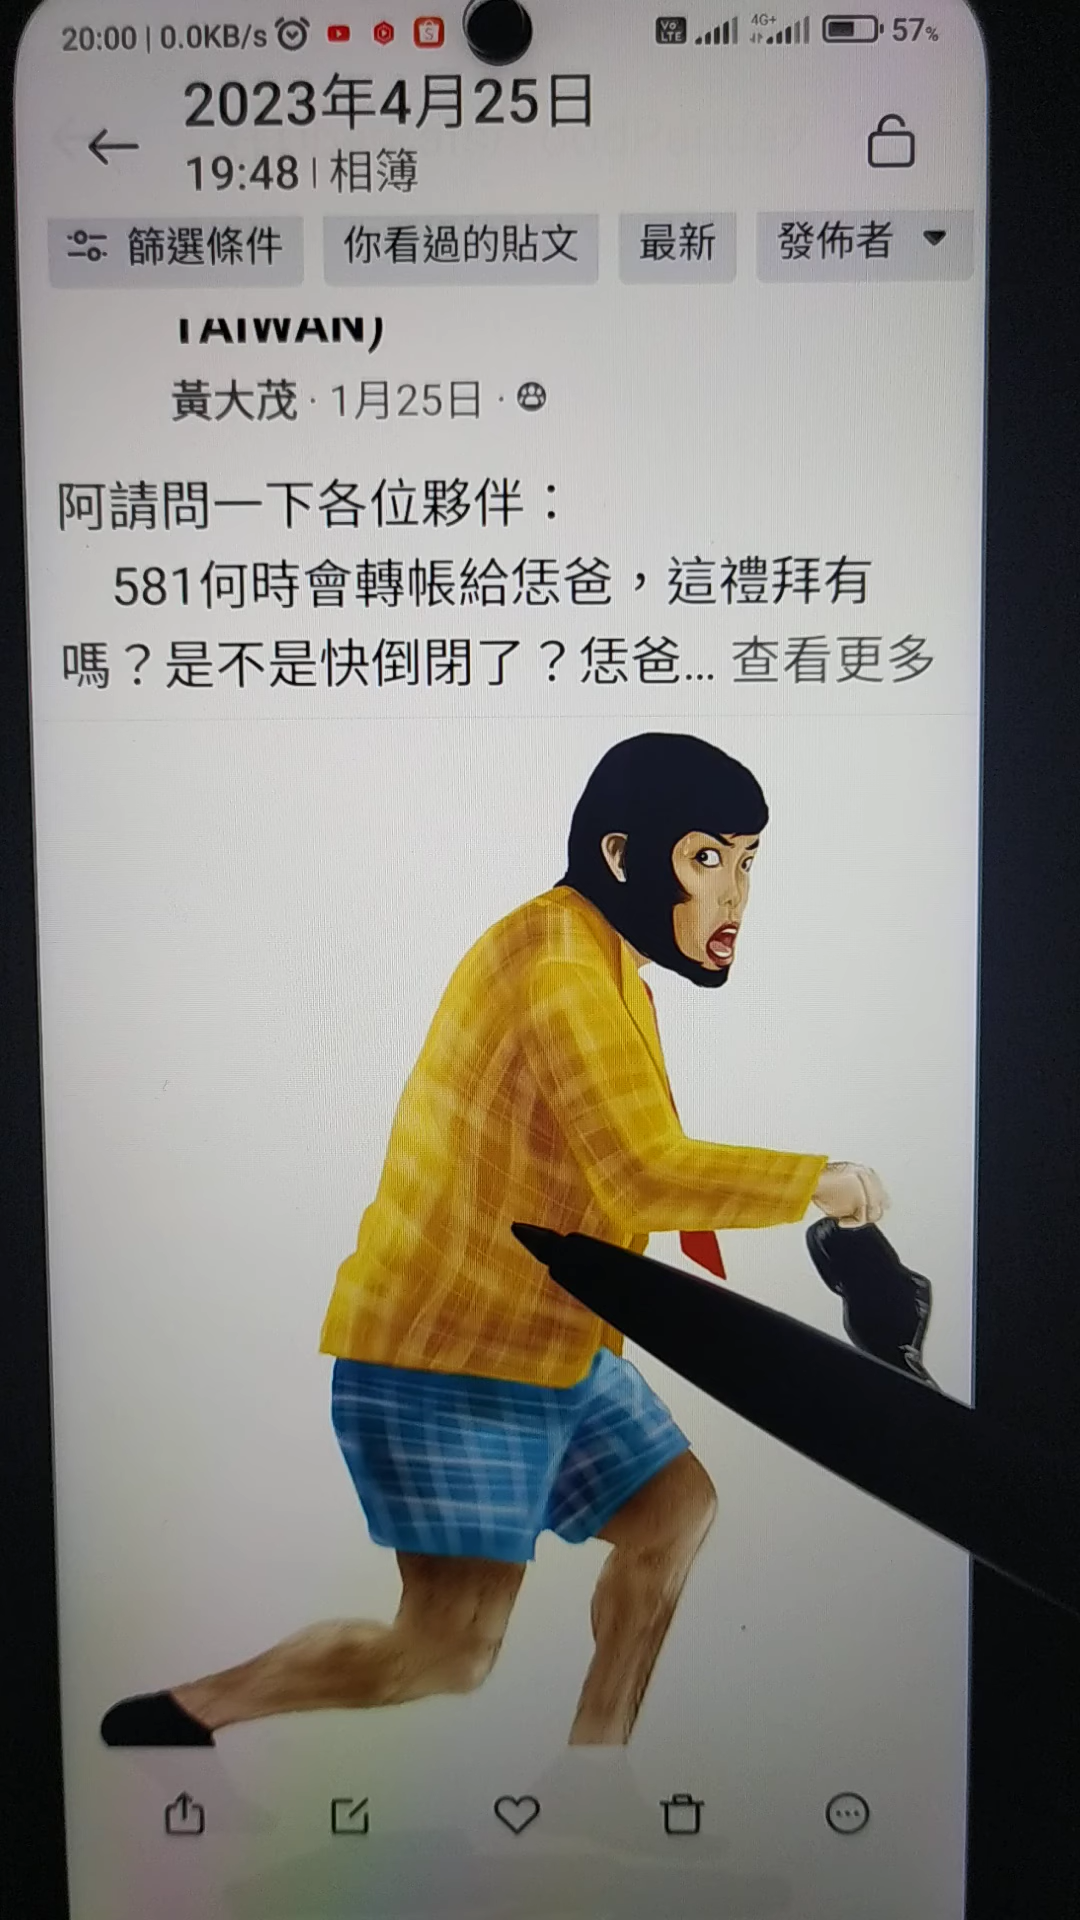 20:00 | 0.0KB/s
Vo LTE 4G+ 57%
2023年4月25日
19:48 | 相簿
篩選條件 你看過的貼文 最新 發佈者
TAIWAN)
黃大茂 · 1月25日 ·
阿請問一下各位夥伴：
581何時會轉帳給恁爸，這禮拜有
嗎？是不是快倒閉了？恁爸... 查看更多